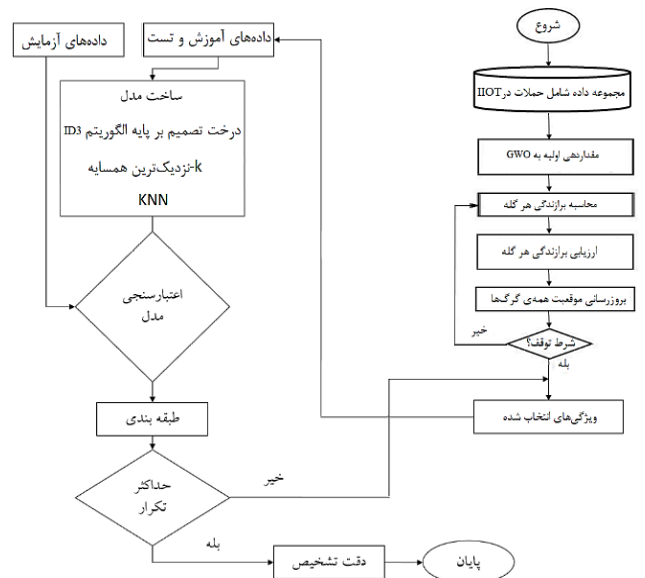 شروع
مجموعه داده شامل حملات در IIOT
مقداردهی اولیه به GWO
محاسبه برازندگی هر گله
ارزیابی برازندگی هر گله
بروزرسانی موقعیت همه‌ی گرگ‌ها
شرط توقف؟
خیر
بله
ویژگی‌های انتخاب شده
داده‌های آموزش و تست
داده‌های آزمایش
ساخت مدل
درخت تصمیم بر پایه الگوریتم ID3
k-نزدیک‌ترین همسایه
KNN
اعتبارسنجی
مدل
طبقه بندی
حداکثر
تکرار
خیر
بله
دقت تشخیص
پایان